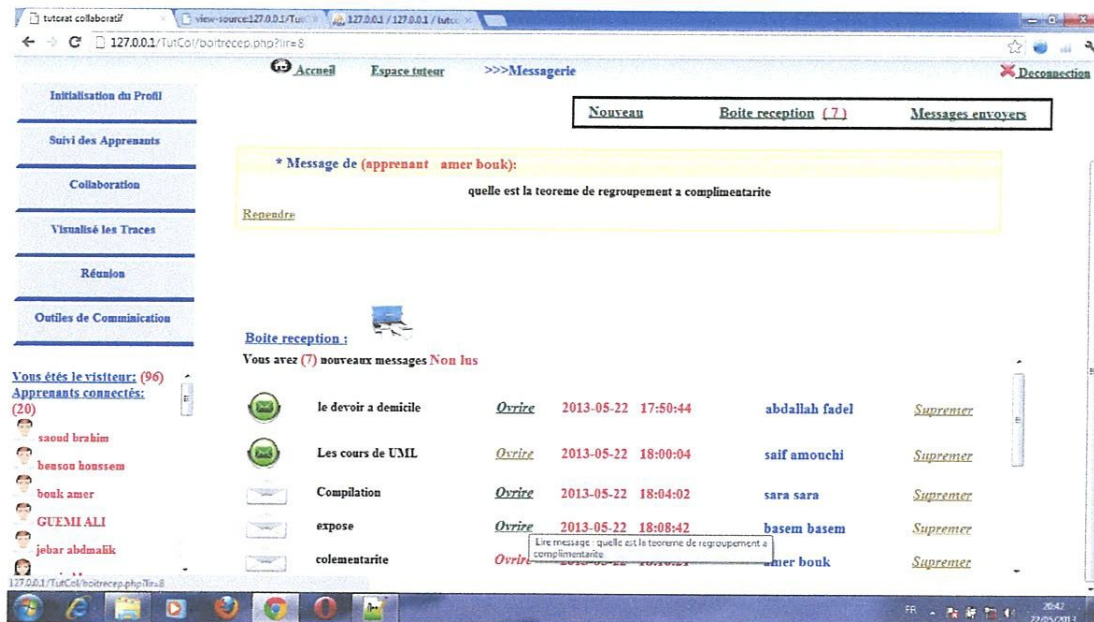 tutorat collaboratif
view-source:127.0.0.1/Tut
127.0.0.1 / 127.0.0.1 / tutco
127.0.0.1/TutCol/boitrecep.php?lir=8
Accueil Espace tuteur >>>Messagerie Deconnection
Initialisation du Profil
Suivi des Apprenants
Collaboration
Visualisé les Traces
Réunion
Outiles de Comminication
Nouveau Boite reception ( 7 ) Messages envoyers
* Message de (apprenant amer bouk):
quelle est la teoreme de regroupement a complimentarite
Rependre
Boite reception :
Vous avez (7) nouveaux messages Non lus
Vous étés le visiteur: (96)
Apprenants connectés:
(20)
saoud brahim
benson houssem
bouk amer
GUEMI ALI
jebar abdmalik
le devoir a demicile Ovrire 2013-05-22 17:50:44 abdallah fadel Supremer
Les cours de UML Ovrire 2013-05-22 18:00:04 saif amouchi Supremer
Compilation Ovrire 2013-05-22 18:04:02 sara sara Supremer
expose Ovrire 2013-05-22 18:08:42 basem basem Supremer
Lire message : quelle est la teoreme de regroupement a
complimentarite
colementarite Ovrire amer bouk Supremer
127.0.0.1/TutCol/boitrecep.php?lir=8
FR
20:42
22/05/2013